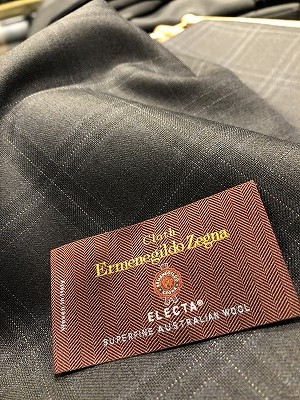 Cloth
Ermenegildo Zegna
ELECTA®
SUPERFINE AUSTRALIAN WOOL